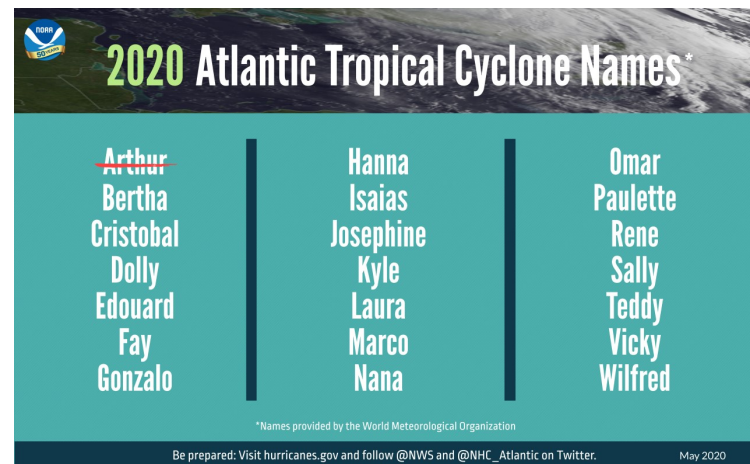 NOAA
50 YEARS
2020 Atlantic Tropical Cyclone Names*
Arthur
Bertha
Cristobal
Dolly
Edouard
Fay
Gonzalo
Hanna
Isaias
Josephine
Kyle
Laura
Marco
Nana
Omar
Paulette
Rene
Sally
Teddy
Vicky
Wilfred
*Names provided by the World Meteorological Organization
Be prepared: Visit hurricanes.gov and follow @NWS and @NHC_Atlantic on Twitter.
May 2020